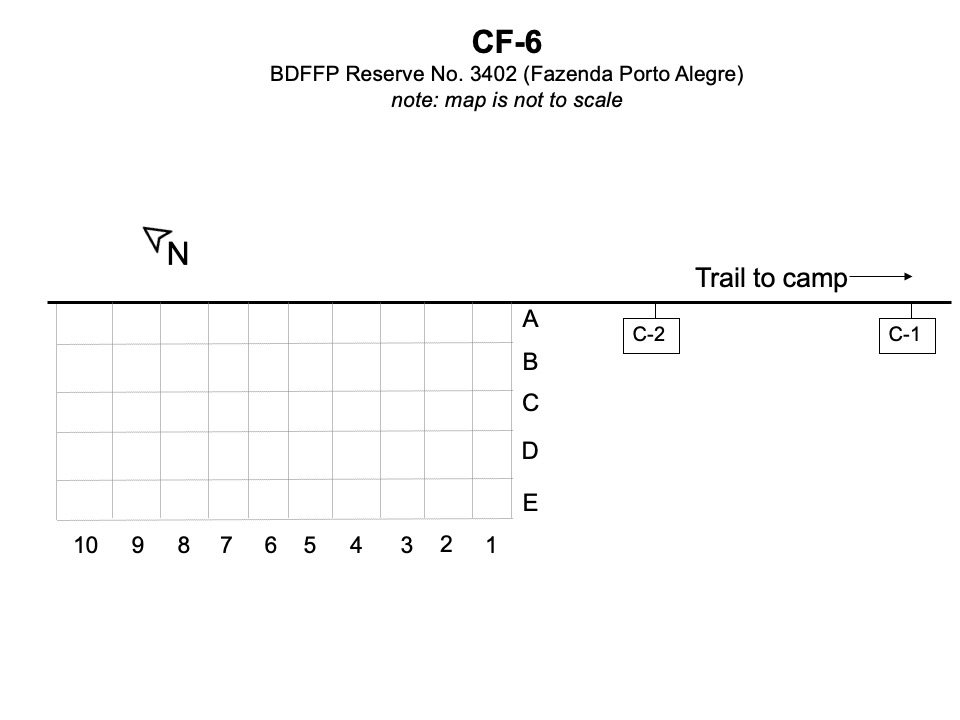 CF-6
BDFFP Reserve No. 3402 (Fazenda Porto Alegre)
note: map is not to scale
N
Trail to camp
A
C-2
C-1
B
C
D
E
10 9 8 7 6 5 4 3 2 1